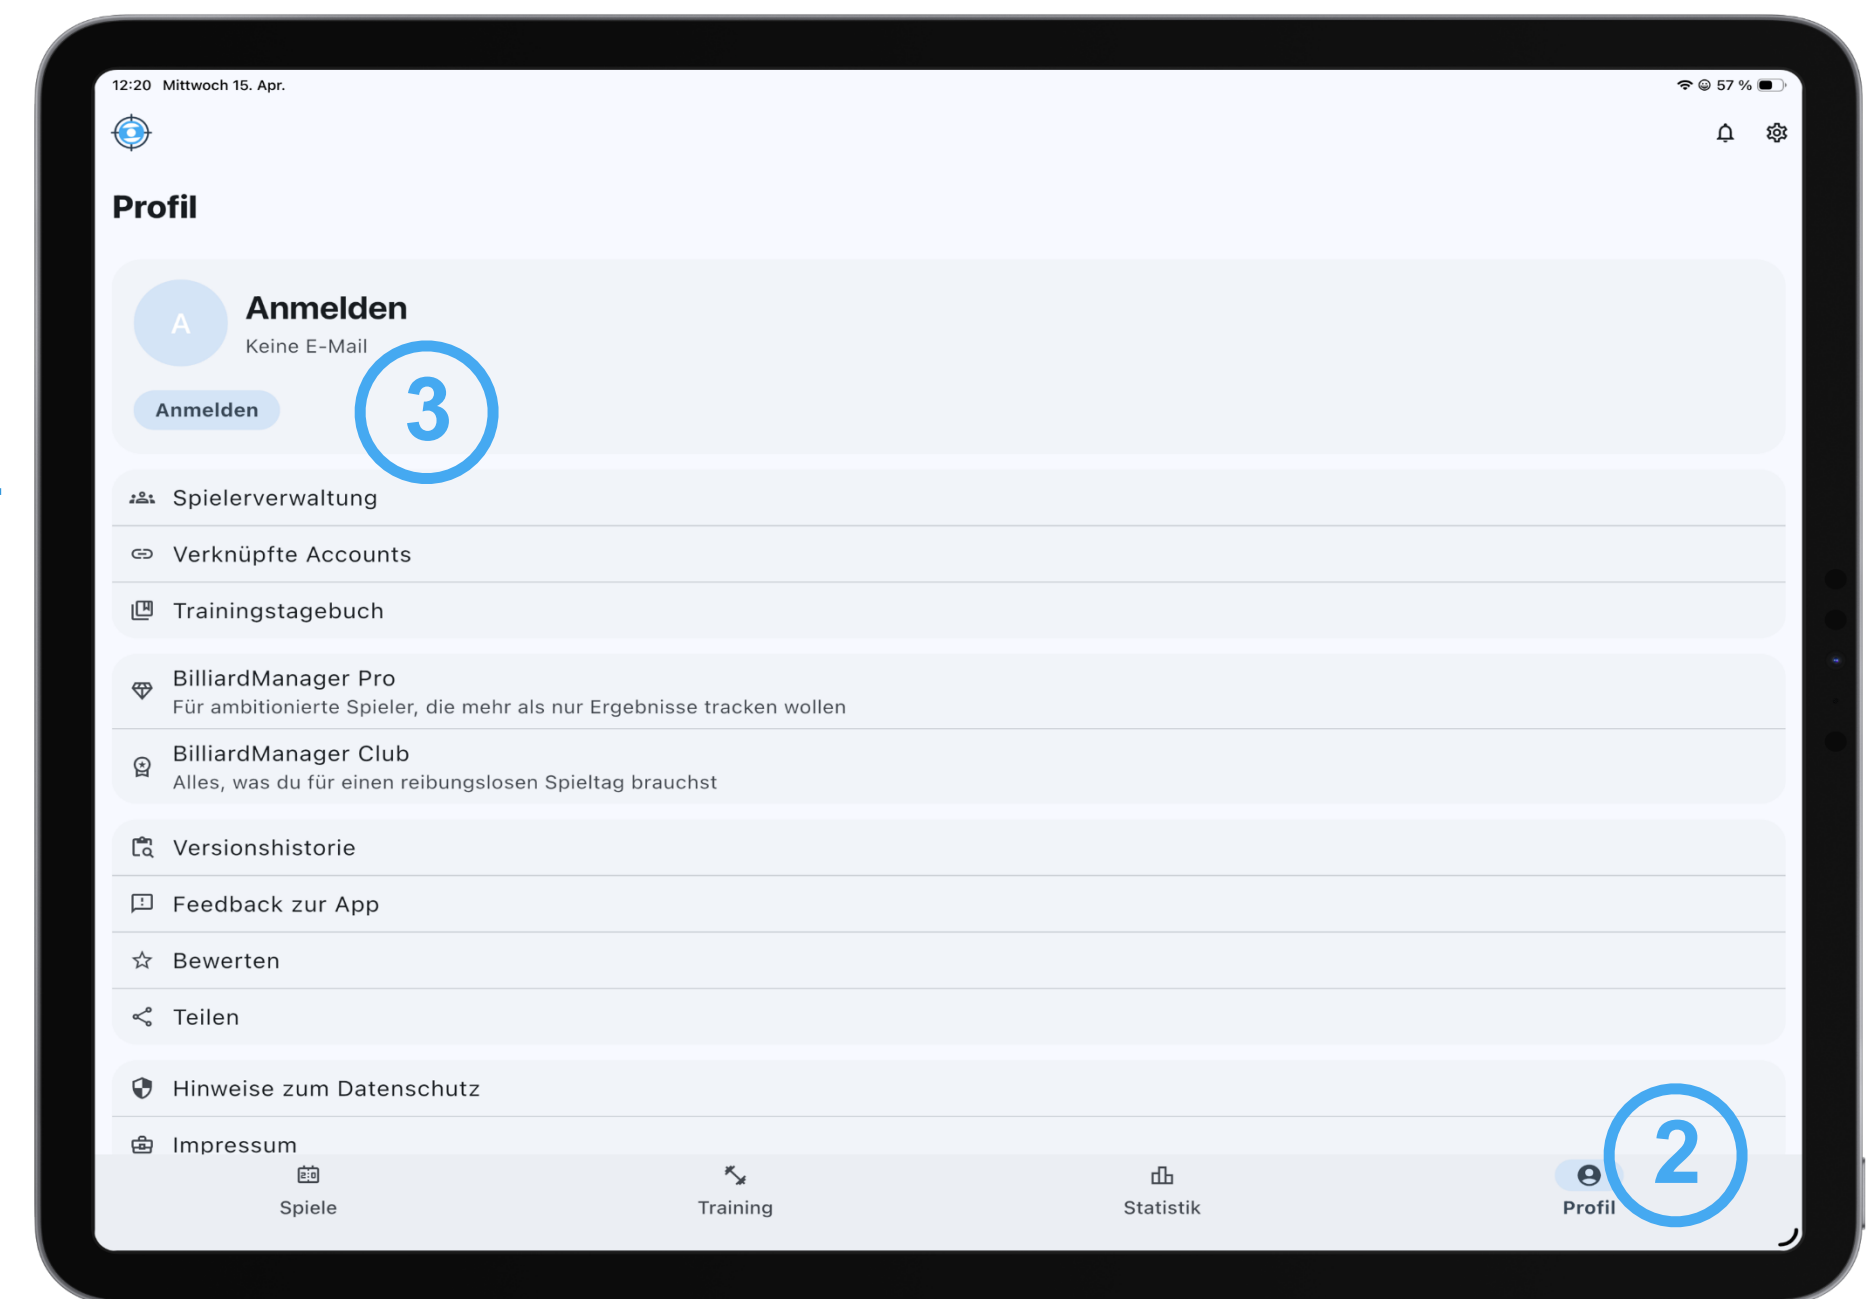 12:20 Mittwoch 15. Apr.
57 %
Profil
A
Anmelden
Keine E-Mail
Anmelden
3
Spielerverwaltung
Verknüpfte Accounts
Trainingstagebuch
BilliardManager Pro
Für ambitionierte Spieler, die mehr als nur Ergebnisse tracken wollen
BilliardManager Club
Alles, was du für einen reibungslosen Spieltag brauchst
Versionshistorie
Feedback zur App
Bewerten
Teilen
Hinweise zum Datenschutz
Impressum
2
Spiele
Training
Statistik
Profil